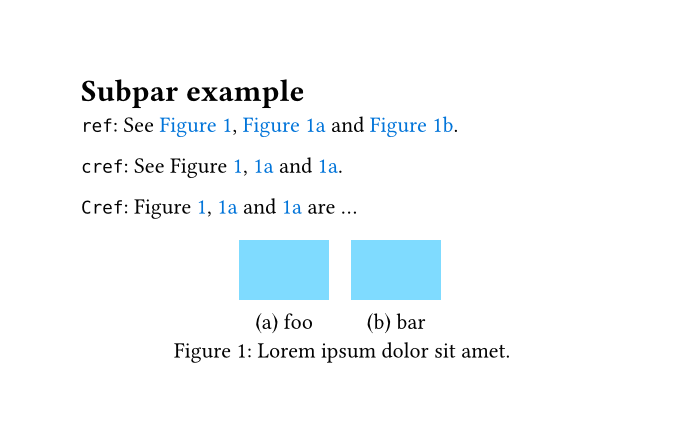 Subpar example
ref: See Figure 1, Figure 1a and Figure 1b.
cref: See Figure 1, 1a and 1a.
Cref: Figure 1, 1a and 1a are …
(a) foo (b) bar
Figure 1: Lorem ipsum dolor sit amet.